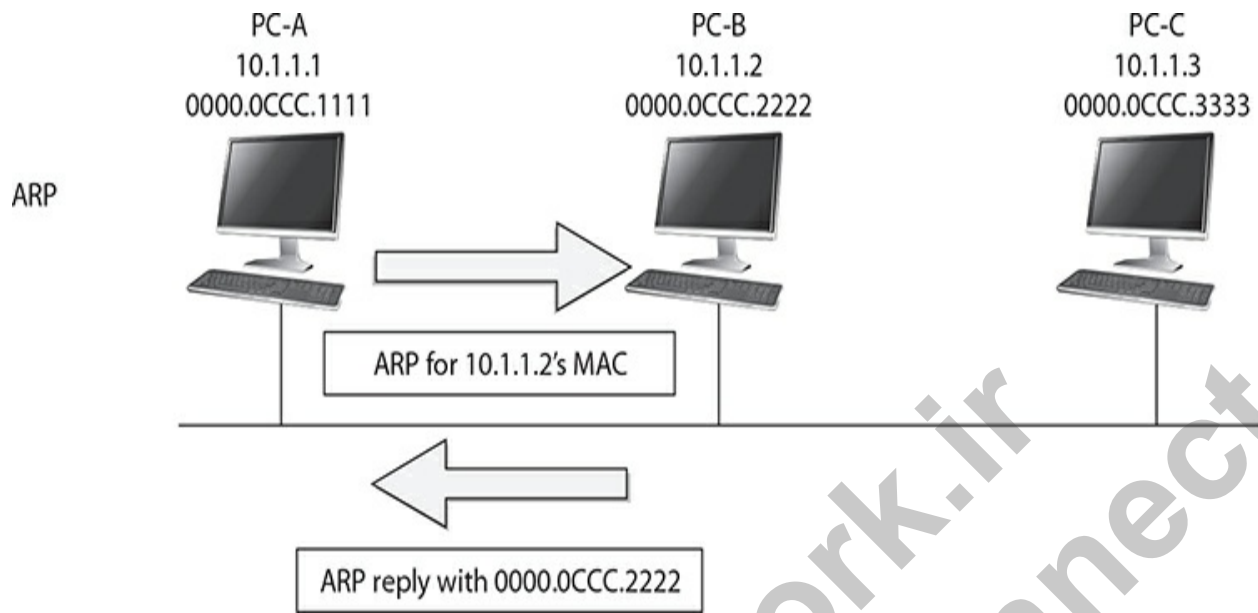 PC-A
10.1.1.1
0000.0CCC.1111
PC-B
10.1.1.2
0000.0CCC.2222
PC-C
10.1.1.3
0000.0CCC.3333
ARP
ARP for 10.1.1.2's MAC
ARP reply with 0000.0CCC.2222